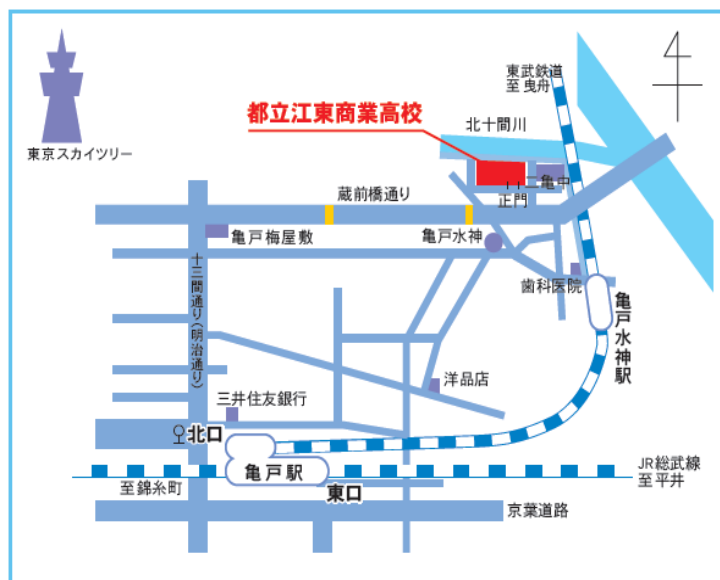 東武鉄道
至 曳舟
都立江東商業高校
北十間川
東京スカイツリー
二亀中
正門
蔵前橋通り
亀戸梅屋敷
亀戸水神
十三間通り(明治通り)
歯科医院
亀戸水神駅
洋品店
三井住友銀行
北口
亀戸駅
JR総武線
至平井
至錦糸町
東口
京葉道路